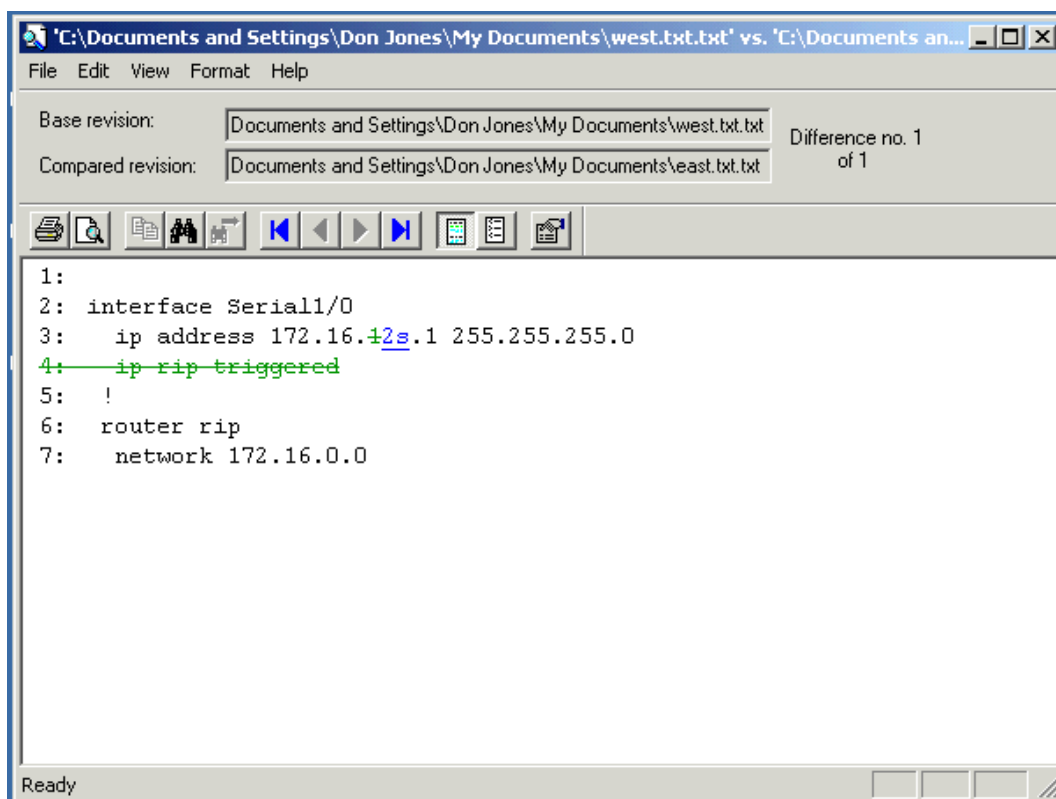 'C:\Documents and Settings\Don Jones\My Documents\west.txt.txt' vs. 'C:\Documents an...
File Edit View Format Help
Base revision: Documents and Settings\Don Jones\My Documents\west.txt.txt
Difference no. 1
of 1
Compared revision: Documents and Settings\Don Jones\My Documents\east.txt.txt
1:
2: interface Serial1/0
3: ip address 172.16.12s.1 255.255.255.0
4: ip rip triggered
5: !
6: router rip
7: network 172.16.0.0
Ready